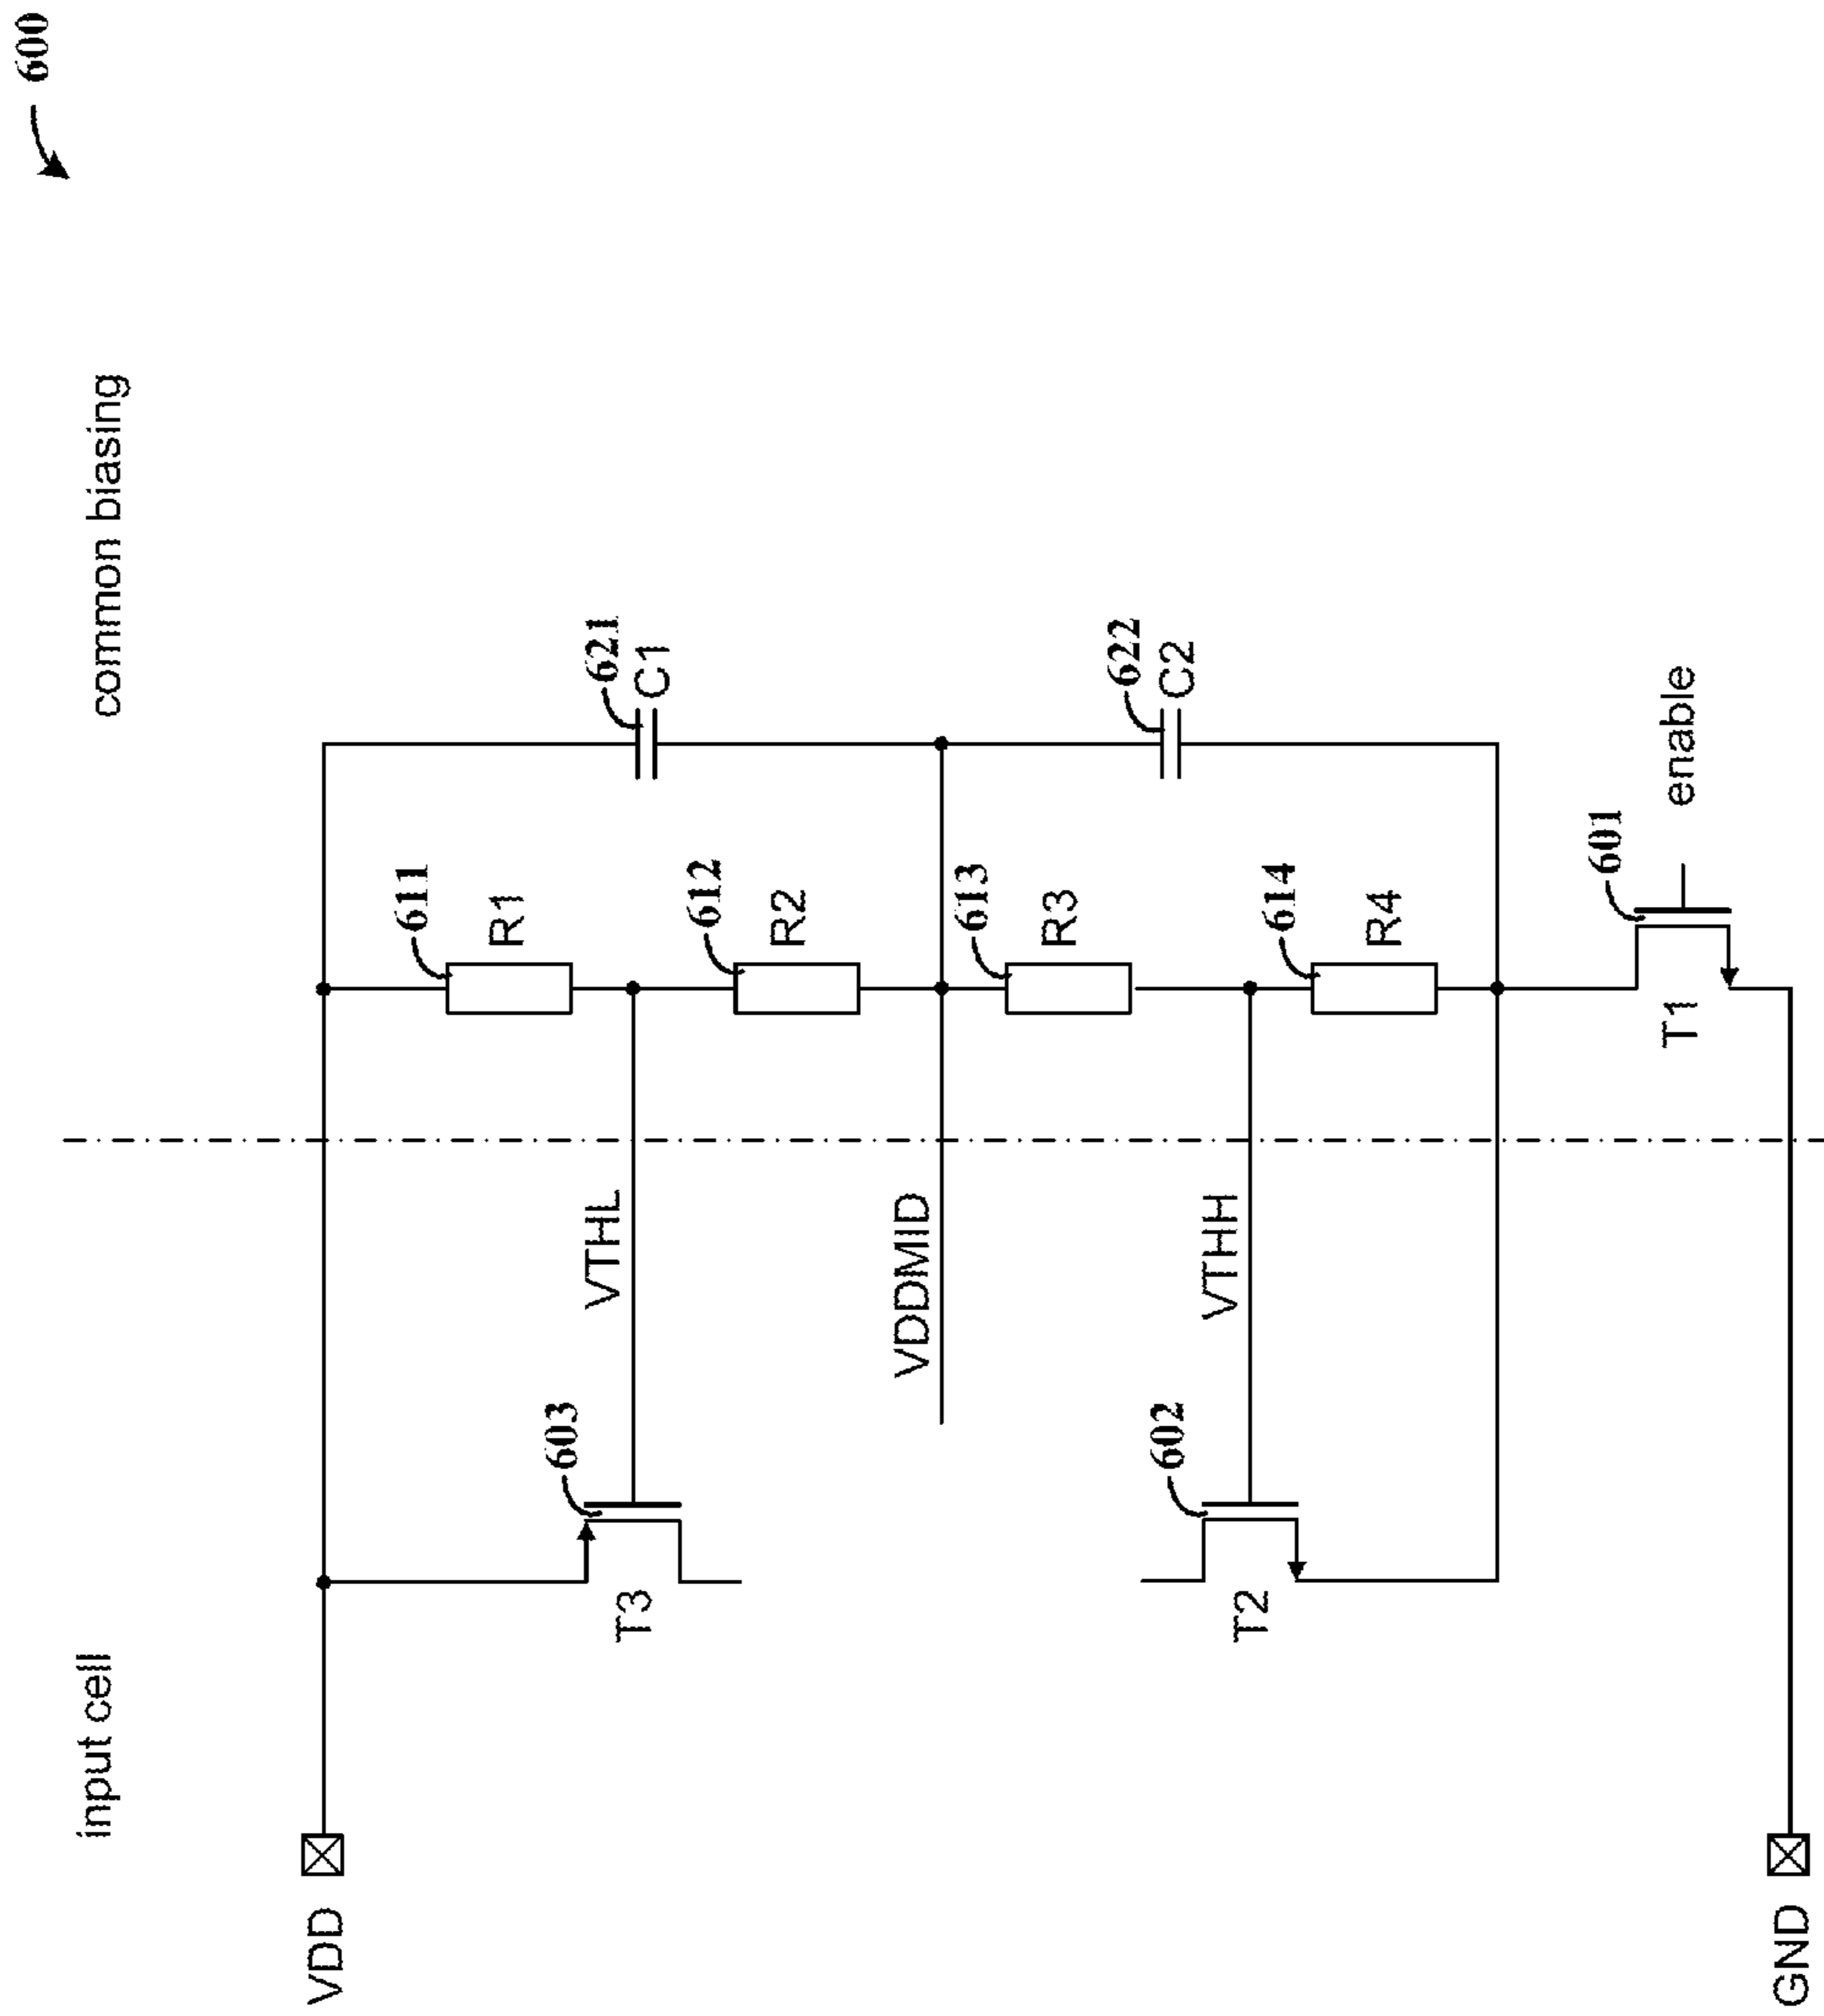 600
input cell
common biasing
VDD
603
T3
VTHL
611
R1
621
C1
612
R2
VDDMID
613
R3
602
T2
VTHH
614
R4
622
C2
601
T1
enable
GND